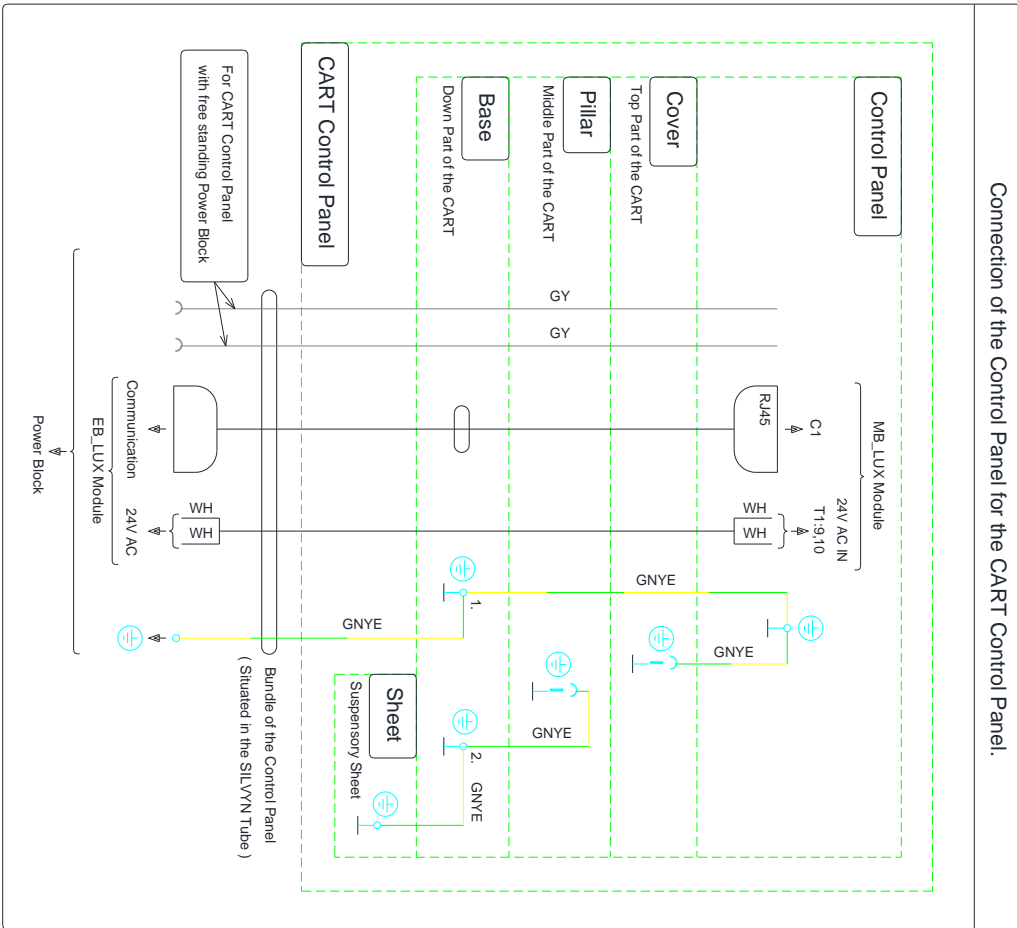 Connection of the Control Panel for the CART Control Panel.
Control Panel
Cover
Top Part of the CART
Pillar
Middle Part of the CART
Base
Down Part of the CART
CART Control Panel
For CART Control Panel
with free standing Power Block
GY
GY
MB_LUX Module
C1
RJ45
24V AC IN
T1:9,10
WH
WH
GNYE
GNYE
1.
GNYE
2.
GNYE
GNYE
Sheet
Suspensory Sheet
Communication
WH
WH
24V AC
EB_LUX Module
Power Block
Bundle of the Control Panel
( Situated in the SILVYN Tube )